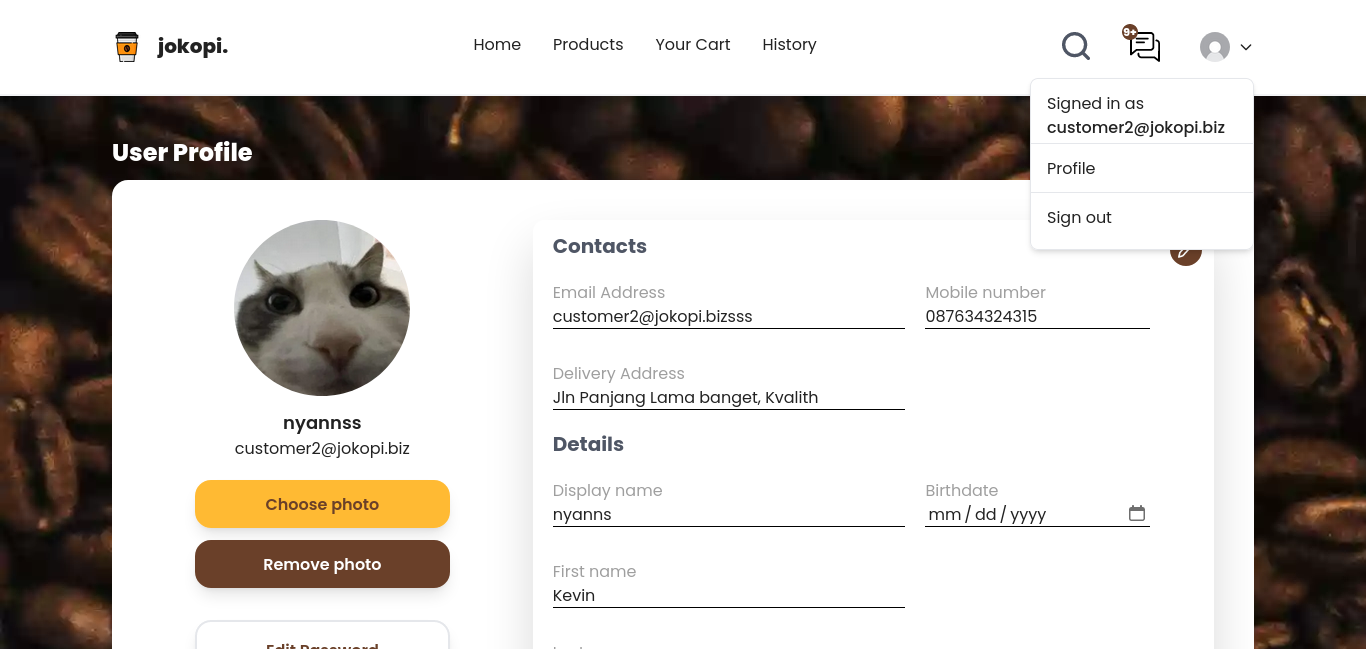 jokopi.
Home
Products
Your Cart
History
9+
Signed in as
customer2@jokopi.biz
Profile
Sign out
User Profile
nyannss
customer2@jokopi.biz
Choose photo
Remove photo
Edit Password
Contacts
Email Address
customer2@jokopi.bizsss
Mobile number
087634324315
Delivery Address
Jln Panjang Lama banget, Kvalith
Details
Display name
nyanns
Birthdate
mm / dd / yyyy
First name
Kevin